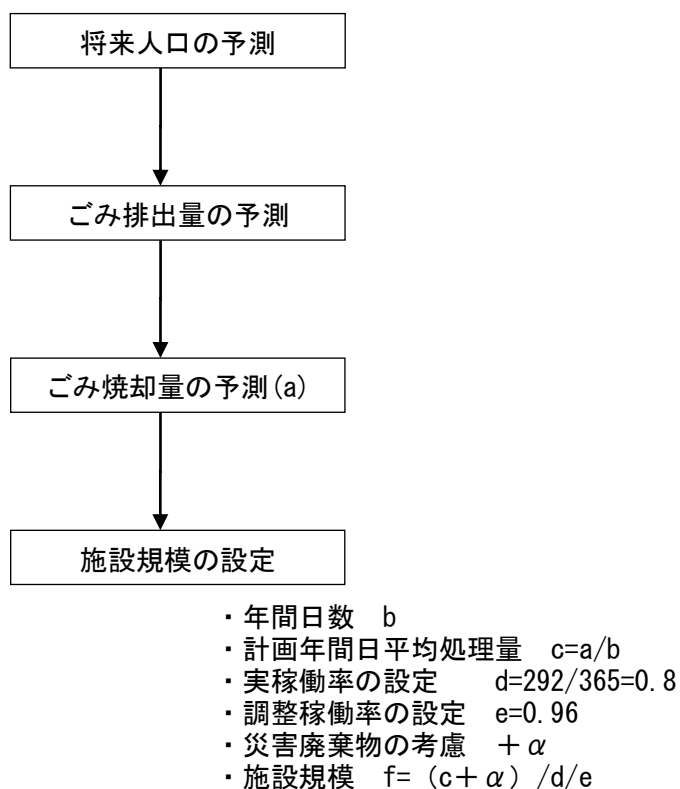 将来人口の予測
ごみ排出量の予測
ごみ焼却量の予測(a)
施設規模の設定
・年間日数 b
・計画年間日平均処理量 c=a/b
・実稼働率の設定 d=292/365=0.8
・調整稼働率の設定 e=0.96
・災害廃棄物の考慮 +α
・施設規模 f=(c+α)/d/e